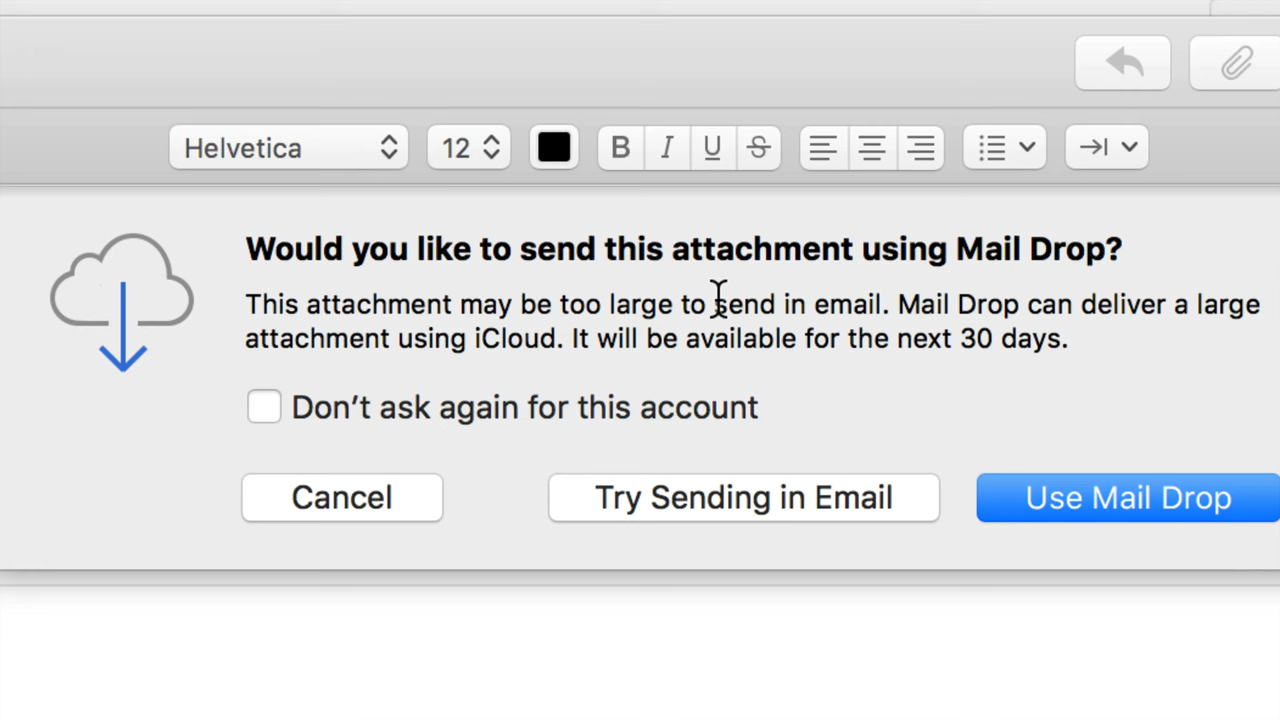 Helvetica 12 B I U S
Would you like to send this attachment using Mail Drop?
This attachment may be too large to send in email. Mail Drop can deliver a large
attachment using iCloud. It will be available for the next 30 days.
Don’t ask again for this account
Cancel Try Sending in Email Use Mail Drop